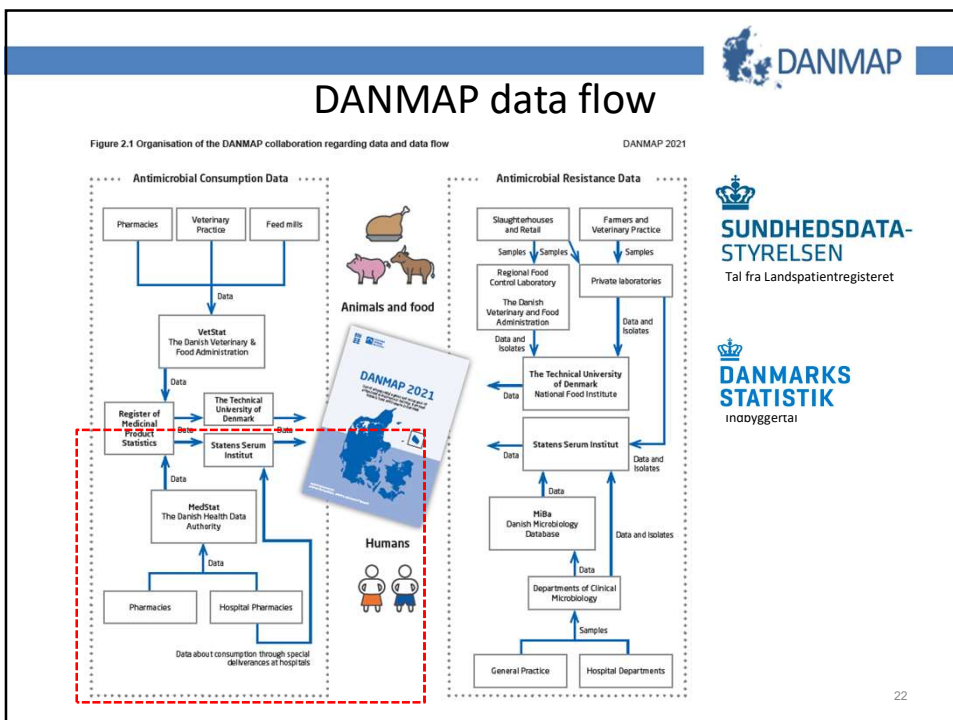 DANMAP
DANMAP data flow
Figure 2.1 Organisation of the DANMAP collaboration regarding data and data flow
DANMAP 2021
Antimicrobial Consumption Data
Pharmacies
Veterinary
Practice
Feed mills
Data
VetStat
The Danish Veterinary &
Food Administration
Data
Register of
Medicinal
Product
Statistics
Data
The Technical
University of
Denmark
Data
Data
Statens Serum
Institut
Data
Data
MedStat
The Danish Health Data
Authority
Data
Pharmacies
Hospital Pharmacies
Data about consumption through special
deliverances at hospitals
Animals and food
DANMAP 2021
Humans
Antimicrobial Resistance Data
Slaughterhouses
and Retail
Farmers and
Veterinary Practice
Samples
Samples
Samples
Regional Food
Control Laboratory
The Danish
Veterinary and Food
Administration
Private laboratories
Data and
Isolates
Data and
Isolates
The Technical University
of Denmark
National Food Institute
Data
Statens Serum Institut
Data
Data and
Isolates
Data
MiBa
Danish Microbiology
Database
Data and Isolates
Data
Departments of Clinical
Microbiology
Samples
General Practice
Hospital Departments
SUNDHEDSDATA-
STYRELSEN
Tal fra Landspatientregisteret
DANMARKS
STATISTIK
Indbyggertal
22